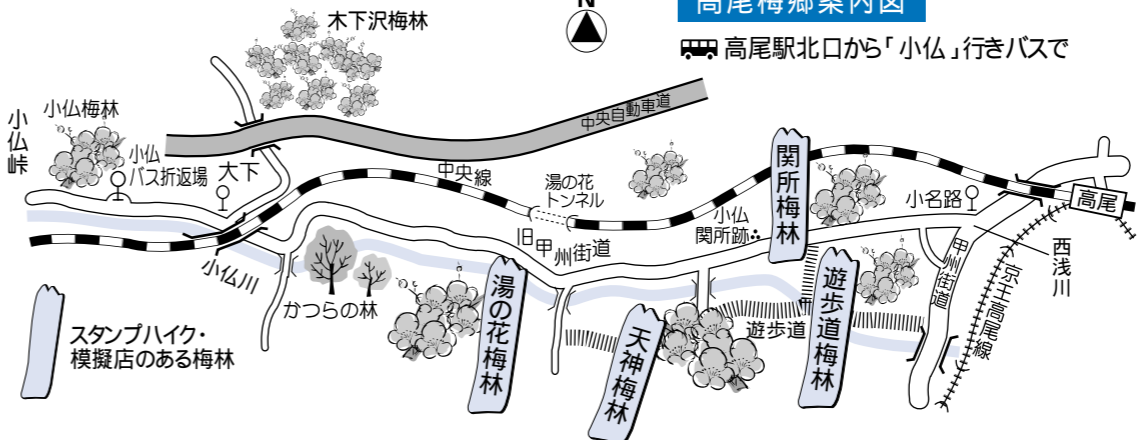 高尾梅郷案内図
高尾駅北口から「小仏」行きバスで
N
木下沢梅林
中央自動車道
小仏峠
小仏梅林
小仏
バス折返場
大下
中央線
湯の花
トンネル
関所梅林
小仏
関所跡
小名路
高尾
旧甲州街道
西浅川
甲州街道
京王高尾線
小仏川
かつらの林
湯の花梅林
天神梅林
遊歩道
遊歩道梅林
スタンプハイク・
模擬店のある梅林